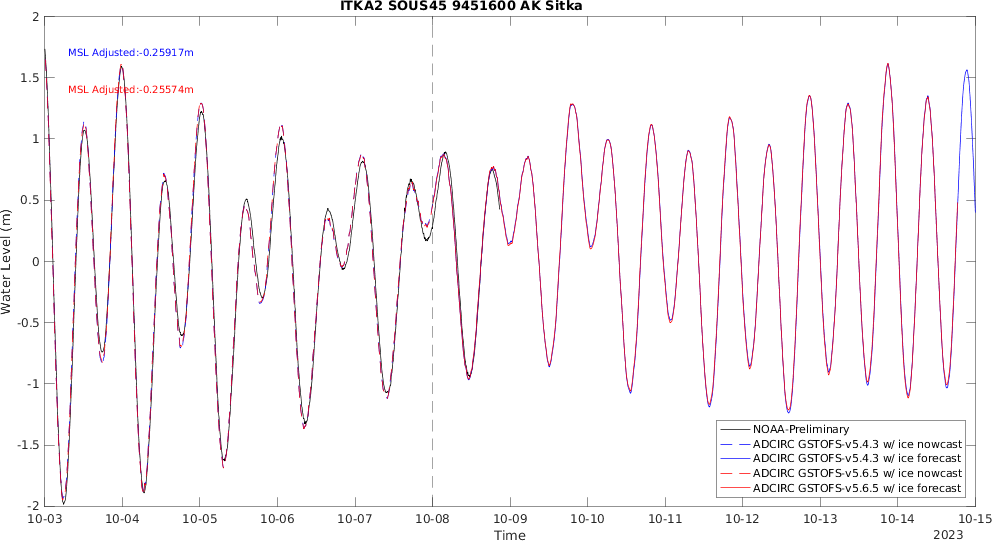 ITKA2 SOUS45 9451600 AK Sitka
MSL Adjusted:-0.25917m
MSL Adjusted:-0.25574m
Water Level (m)
2
1.5
1
0.5
0
-0.5
-1
-1.5
-2
NOAA-Preliminary
ADCIRC GSTOFS-v5.4.3 w/ ice nowcast
ADCIRC GSTOFS-v5.4.3 w/ ice forecast
ADCIRC GSTOFS-v5.6.5 w/ ice nowcast
ADCIRC GSTOFS-v5.6.5 w/ ice forecast
10-03 10-04 10-05 10-06 10-07 10-08 10-09 10-10 10-11 10-12 10-13 10-14 10-15
Time
2023